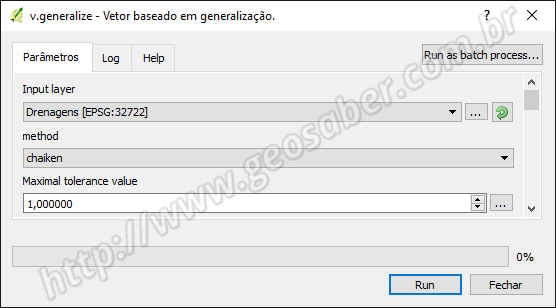 v.generalize - Vetor baseado em generalização.
?
Parâmetros Log Help
Run as batch process...
Input layer
Drenagens [EPSG:32722]
...
method
chaiken
Maximal tolerance value
1,000000
...
0%
Run Fechar
http://www.geosaber.com.br